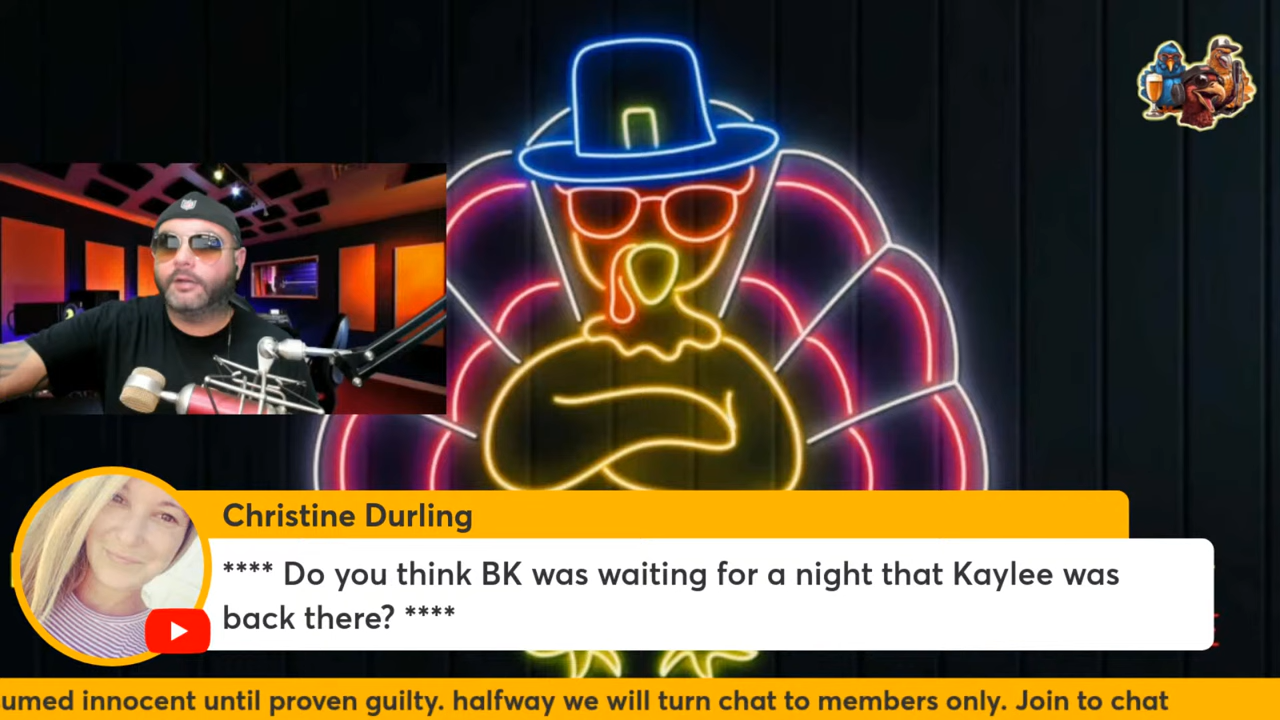 Christine Durling
**** Do you think BK was waiting for a night that Kaylee was
back there? ****
umed innocent until proven guilty. halfway we will turn chat to members only. Join to chat